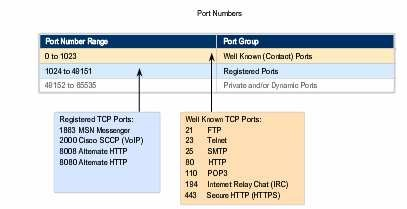 Port Numbers
Port Number Range Port Group
0 to 1023 Well Known (Contact) Ports
1024 to 49151 Registered Ports
49152 to 65535 Private and/or Dynamic Ports
Registered TCP Ports:
1863 MSN Messenger
2000 Cisco SCCP (VoIP)
8008 Alternate HTTP
8080 Alternate HTTP
Well Known TCP Ports:
21 FTP
23 Telnet
25 SMTP
80 HTTP
110 POP3
194 Internet Relay Chat (IRC)
443 Secure HTTP (HTTPS)